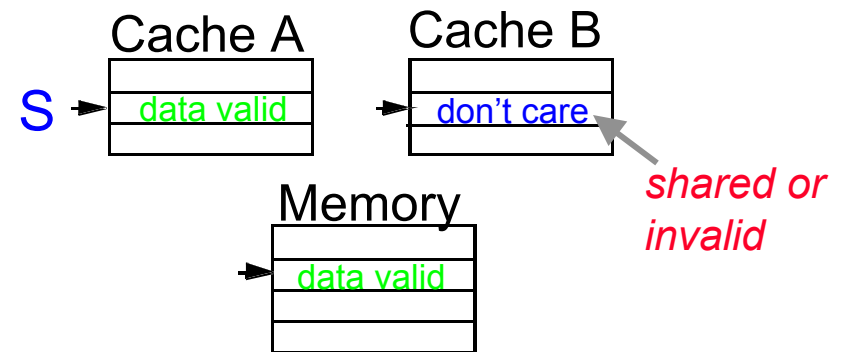 Cache A
Cache B
S
data valid
don't care
shared or
invalid
Memory
data valid